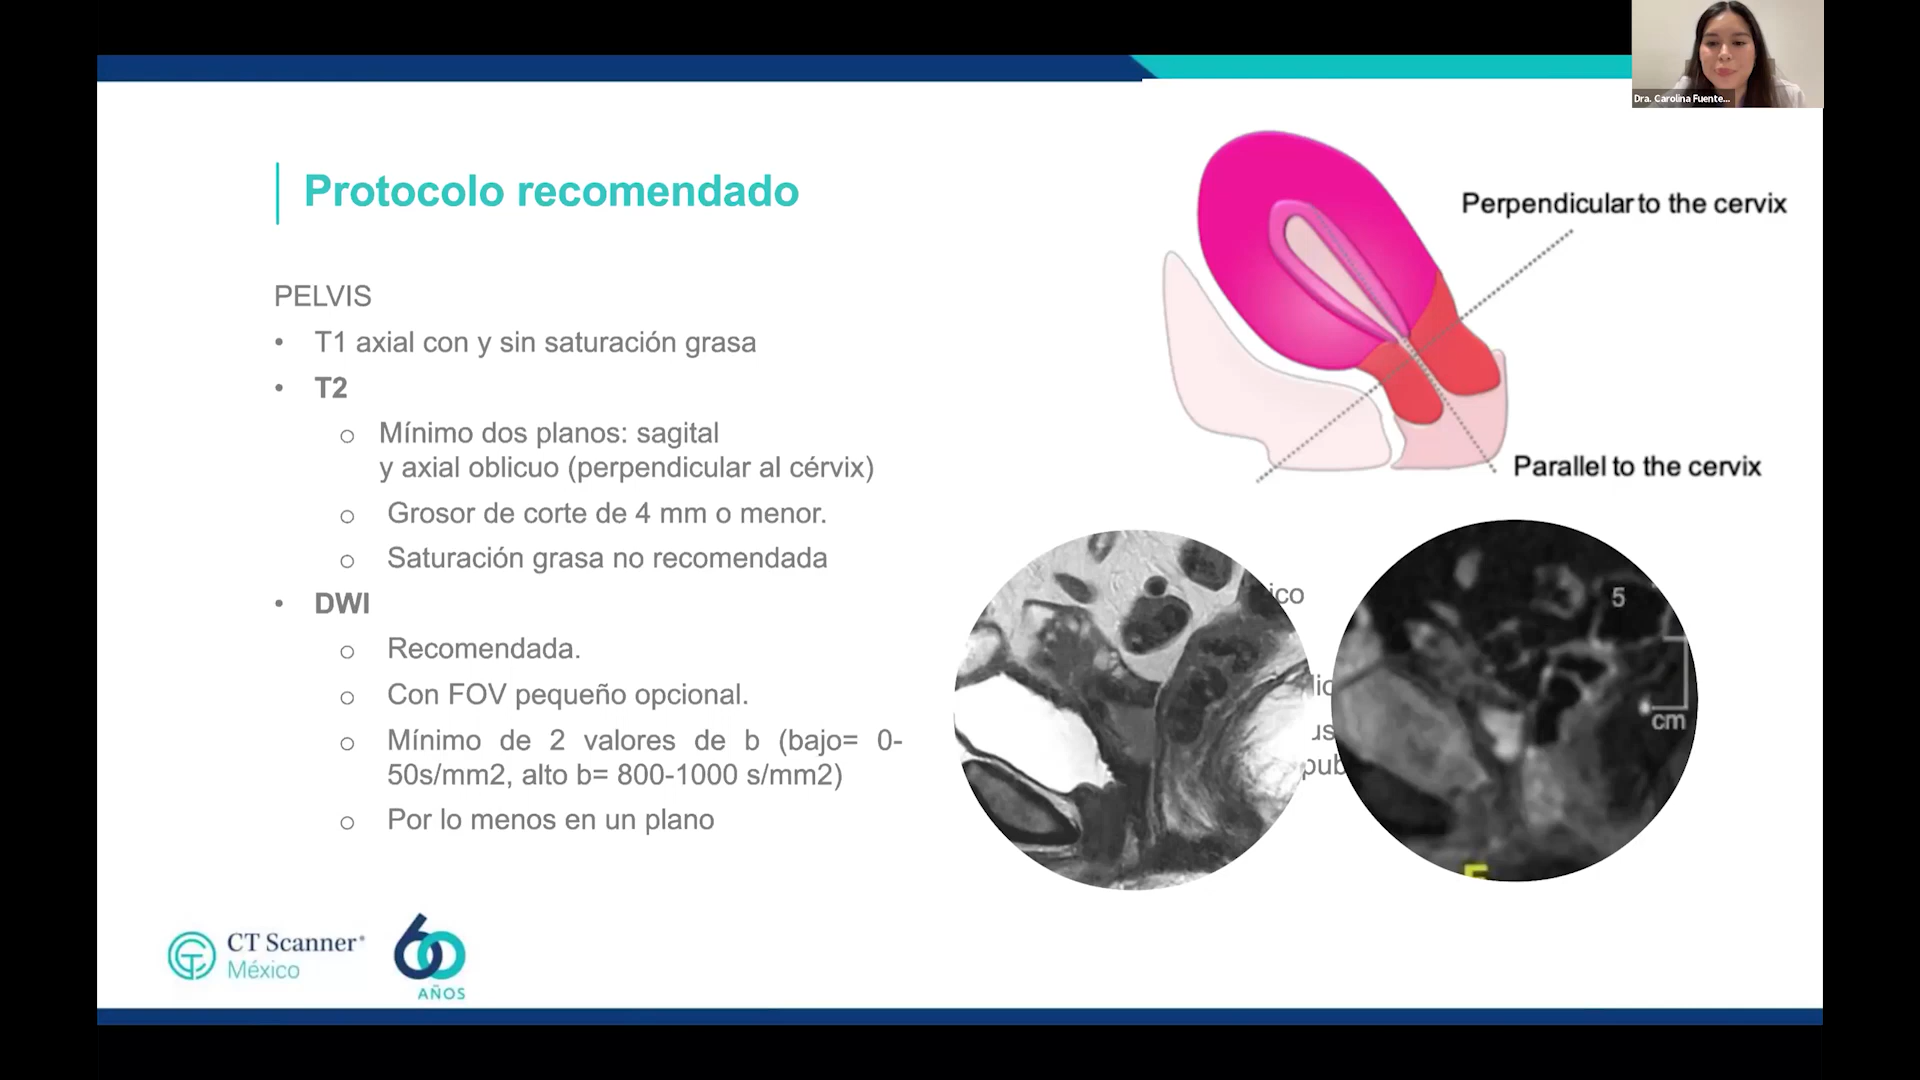 Dra. Carolina Fuente...
Protocolo recomendado
Perpendicular to the cervix
Parallel to the cervix
PELVIS
• T1 axial con y sin saturación grasa
• T2
o Mínimo dos planos: sagital
y axial oblicuo (perpendicular al cérvix)
o Grosor de corte de 4 mm o menor.
o Saturación grasa no recomendada
• DWI
o Recomendada.
o Con FOV pequeño opcional.
o Mínimo de 2 valores de b (bajo= 0-
50s/mm2, alto b= 800-1000 s/mm2)
o Por lo menos en un plano
ico
us
pub
5
cm
CT Scanner
México
60
AÑOS